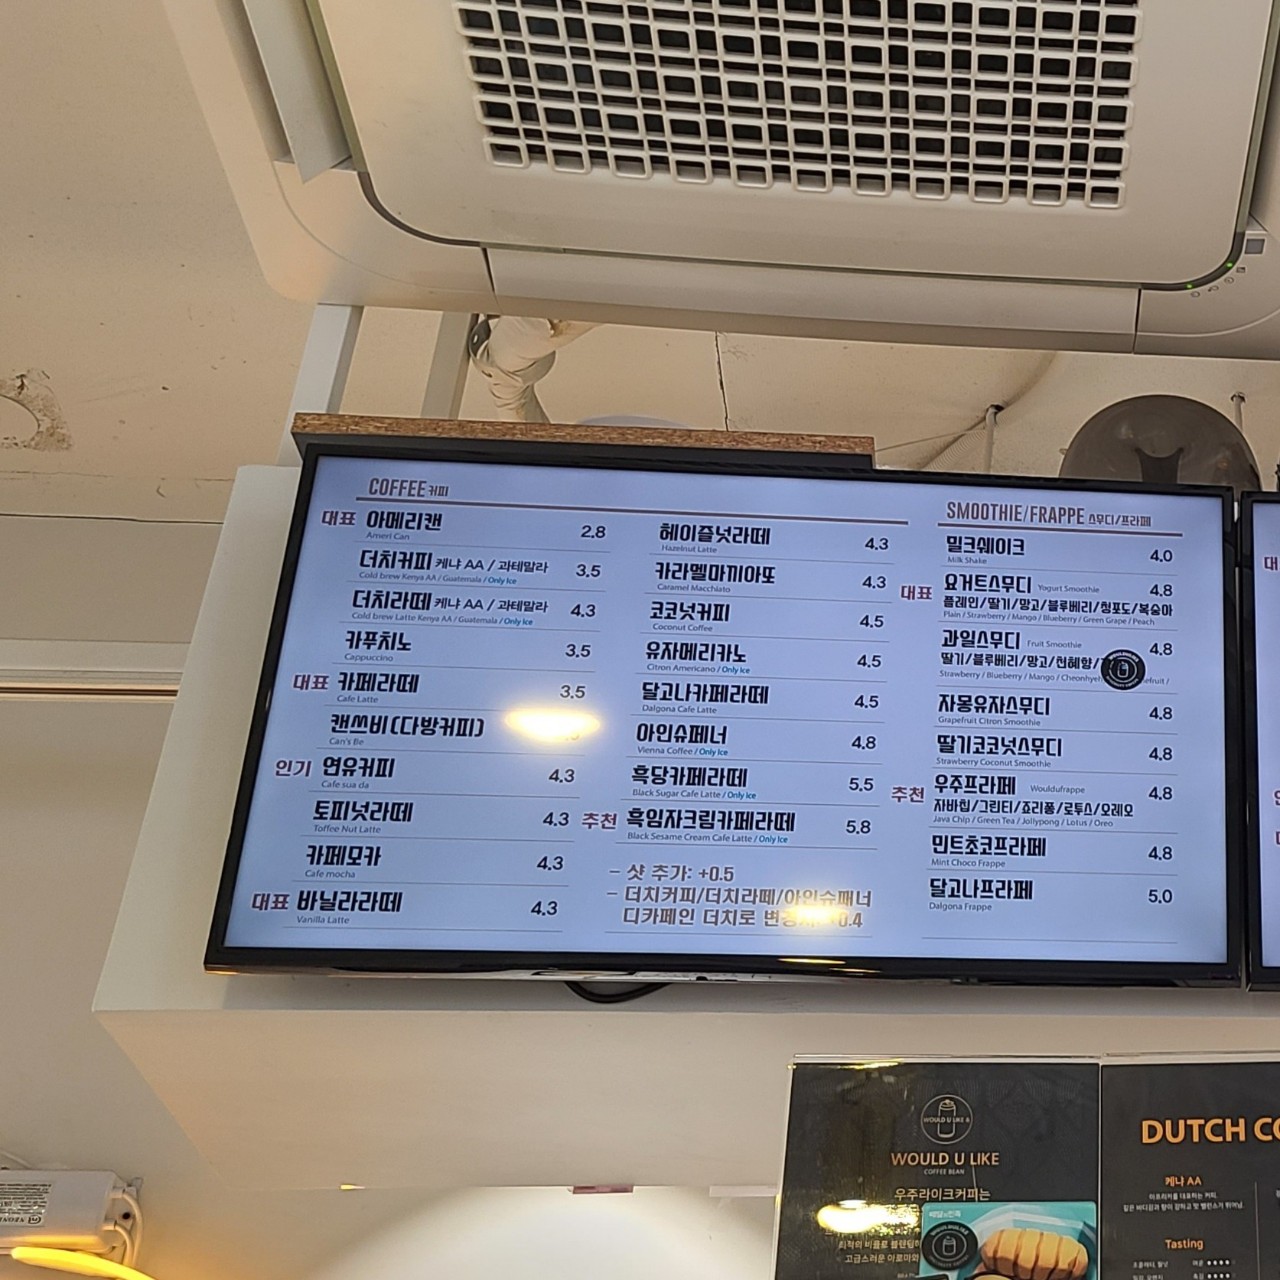 COFFEE 커피
대표 아메리캔 2.8
Ameri Can
더치커피 케냐 AA / 과테말라 3.5
Cold brew Kenya AA / Guatemala / Only Ice
더치라떼 케냐 AA / 과테말라 4.3
Cold brew Latte Kenya AA / Guatemala / Only Ice
카푸치노 3.5
Cappuccino
대표 카페라떼 3.5
Cafe Latte
캔쓰비(다방커피)
Can's Be
인기 연유커피 4.3
Cafe sua da
토피넛라떼 4.3
Toffee Nut Latte
카페모카 4.3
Cafe mocha
대표 바닐라라떼 4.3
Vanilla Latte
헤이즐넛라떼 4.3
Hazelnut Latte
카라멜마끼아또 4.3
Caramel Macchiato
코코넛커피 4.5
Coconut Coffee
유자메리카노 4.5
Citron Americano / Only Ice
달고나카페라떼 4.5
Dalgona Cafe Latte
아인슈페너 4.8
Vienna Coffee / Only Ice
흑당카페라떼 5.5
Black Sugar Cafe Latte / Only Ice
추천 흑임자크림카페라떼 5.8
Black Sesame Cream Cafe Latte / Only Ice
- 샷 추가: +0.5
- 더치커피/더치라떼/아인슈패너
디카페인 더치로
SMOOTHIE/FRAPPE 스무디/프라페
밀크쉐이크 4.0
Milk Shake
대표 요거트스무디 Yogurt Smoothie 4.8
플레인/딸기/망고/블루베리/청포도/복숭아
Plain / Strawberry / Mango / Blueberry / Green Grape / Peach
과일스무디 Fruit Smoothie 4.8
딸기/블루베리/망고/천혜향/
Strawberry / Blueberry / Mango /
자몽유자스무디 4.8
Grapefruit Citron Smoothie
딸기코코넛스무디 4.8
Strawberry Coconut Smoothie
추천 우주프라페 Wouldufrappe 4.8
자바칩/그린티/죠리퐁/로투스/오레오
Java Chip / Green Tea / Jollypong / Lotus / Oreo
민트초코프라페 4.8
Mint Choco Frappe
달고나프라페 5.0
Dalgona Frappe
WOULD U LIKE
COFFEE BEAN
우주라이크커피는
DUTCH
케냐 AA
아프리카를 대표하는 커피.
Tasting